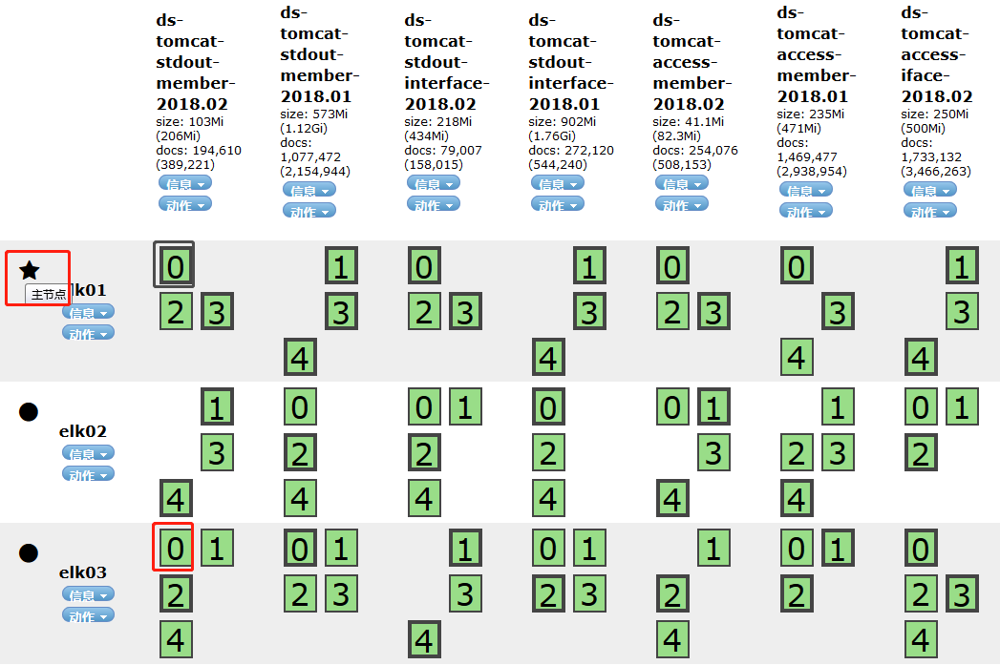 ds-
tomcat-
stdout-
member-
2018.02
size: 103Mi
(206Mi)
docs: 194,610
(389,221)
信息
动作
ds-
tomcat-
stdout-
member-
2018.01
size: 573Mi
(1.12Gi)
docs:
1,077,472
(2,154,944)
信息
动作
ds-
tomcat-
stdout-
interface-
2018.02
size: 218Mi
(434Mi)
docs: 79,007
(158,015)
信息
动作
ds-
tomcat-
stdout-
interface-
2018.01
size: 902Mi
(1.76Gi)
docs: 272,120
(544,240)
信息
动作
ds-
tomcat-
access-
member-
2018.02
size: 41.1Mi
(82.3Mi)
docs: 254,076
(508,153)
信息
动作
ds-
tomcat-
access-
member-
2018.01
size: 235Mi
(471Mi)
docs:
1,469,477
(2,938,954)
信息
动作
ds-
tomcat-
access-
iface-
2018.02
size: 250Mi
(500Mi)
docs:
1,733,132
(3,466,263)
信息
动作
主节点
lk01
信息
动作
0 1 0 1 0 0 1
2 3 3 2 3 3 2 3 3 3
4 4 4 4
elk02
信息
动作
1 0 0 1 0 0 1 1 0 1
3 2 2 2 3 2 3 2
4 4 4 4 4 4
elk03
信息
动作
0 1 0 1 1 0 1 1 0 1 0
2 2 3 3 2 3 2 2 2 3
4 4 4 4